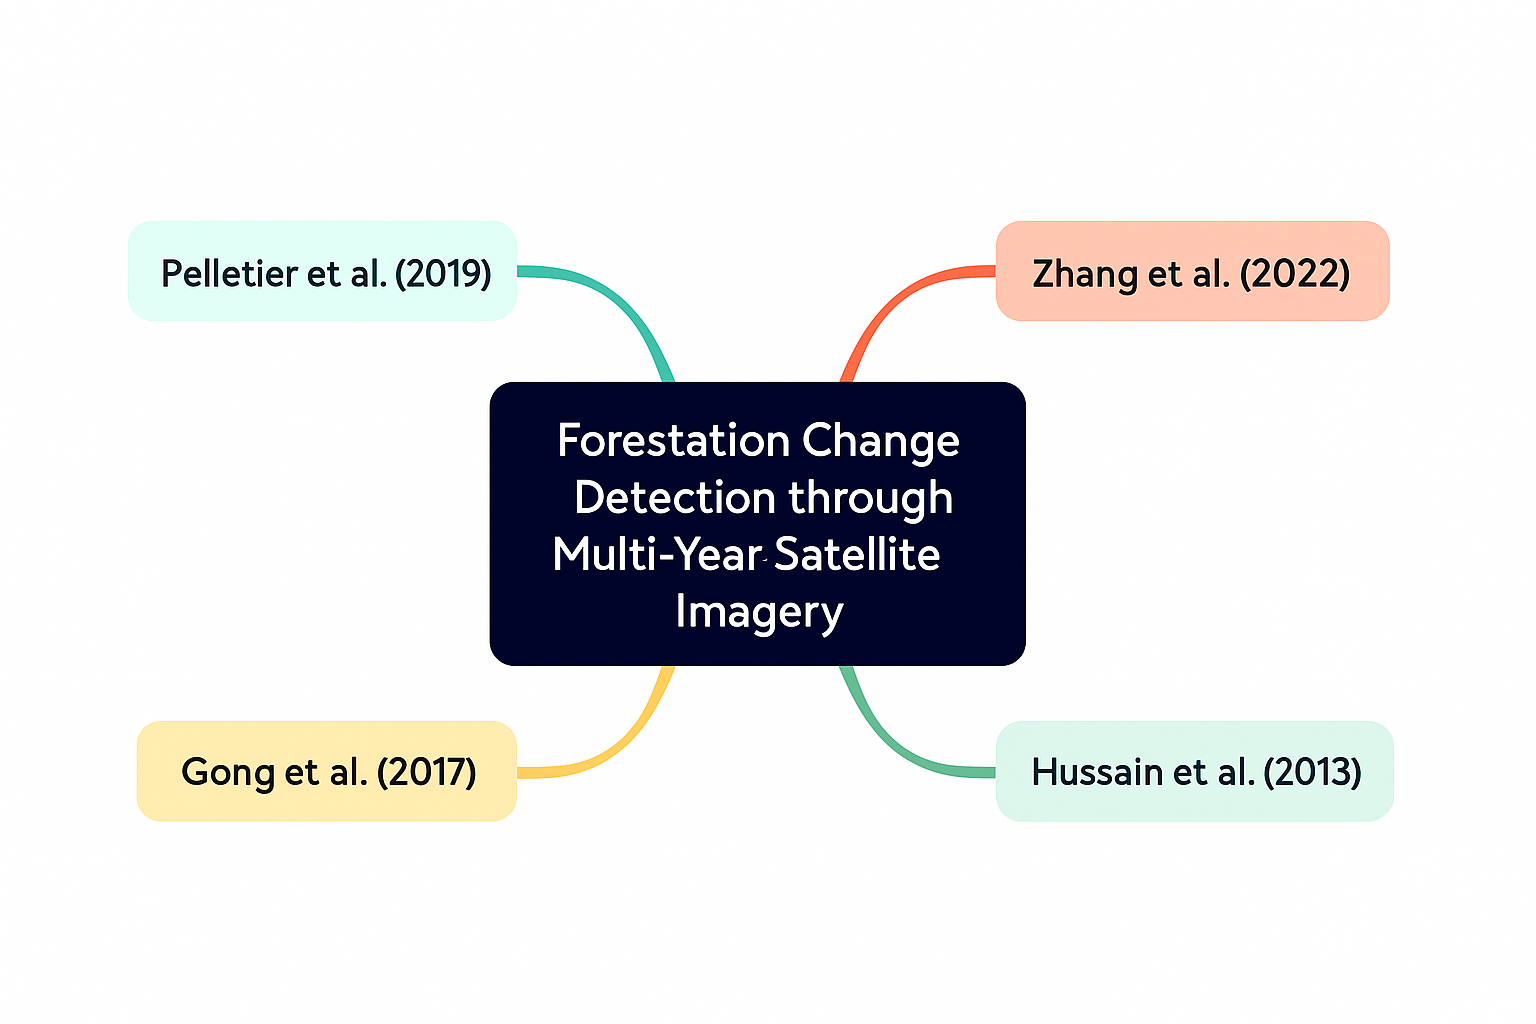 Pelletier et al. (2019)
Zhang et al. (2022)
Forestation Change
Detection through
Multi-Year Satellite
Imagery
Gong et al. (2017)
Hussain et al. (2013)